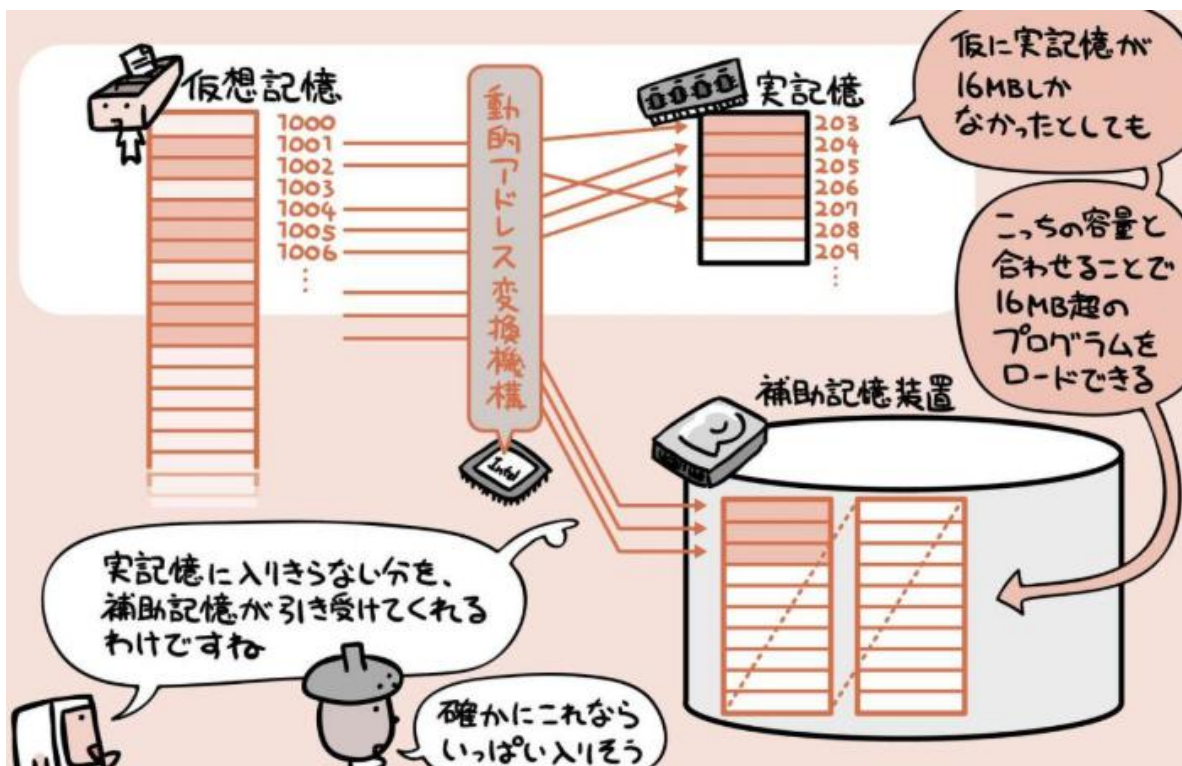 仮想記憶
1000
1001
1002
1003
1004
1005
1006
⋮
動的アドレス変換機構
Intel
実記憶
203
204
205
206
207
208
209
⋮
仮に実記憶が
16MBしか
なかったとしても
こっちの容量と
合わせることで
16MB超の
プログラムを
ロードできる
補助記憶装置
実記憶に入りきらない分を、
補助記憶が引き受けてくれる
わけですね
確かにこれなら
いっぱい入りそう